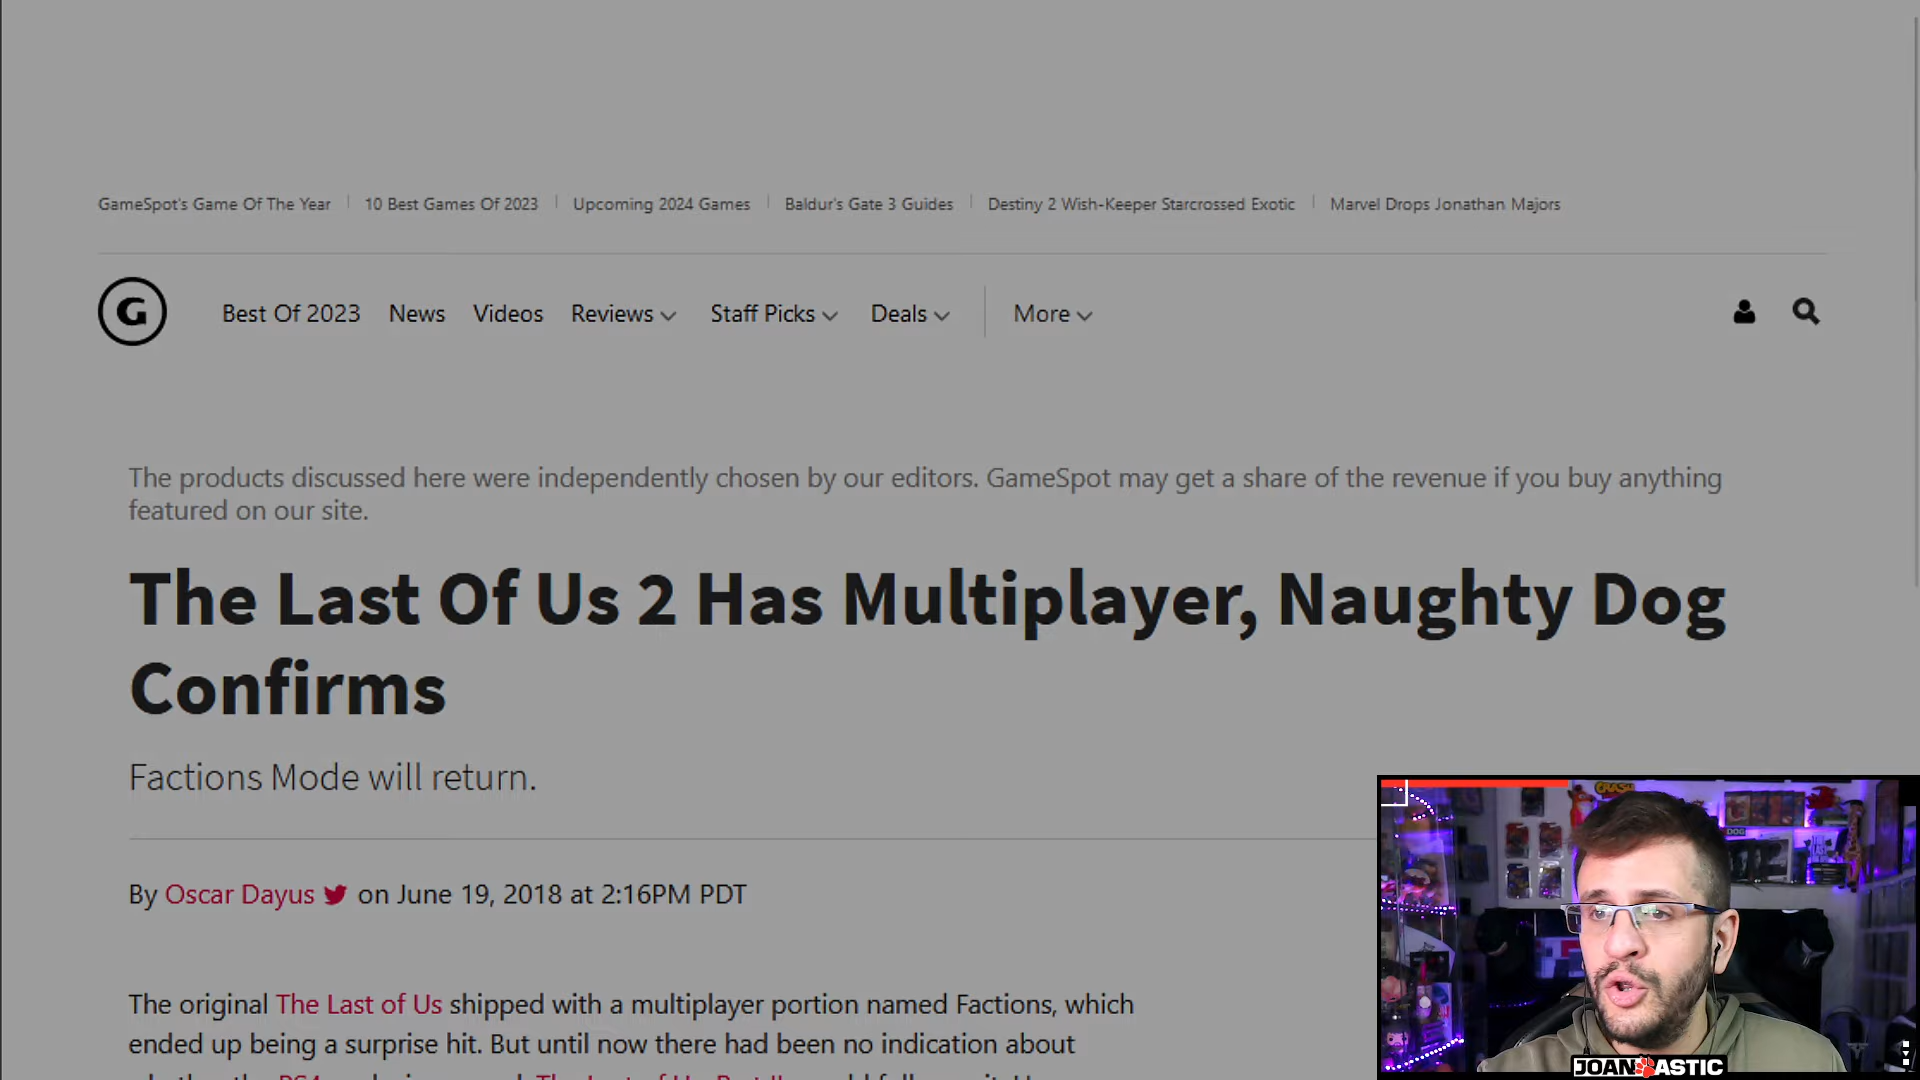 GameSpot's Game Of The Year
10 Best Games Of 2023
Upcoming 2024 Games
Baldur's Gate 3 Guides
Destiny 2 Wish-Keeper Starcrossed Exotic
Marvel Drops Jonathan Majors
G
Best Of 2023
News
Videos
Reviews
Staff Picks
Deals
More
The products discussed here were independently chosen by our editors. GameSpot may get a share of the revenue if you buy anything
featured on our site.
The Last Of Us 2 Has Multiplayer, Naughty Dog
Confirms
Factions Mode will return.
By Oscar Dayus on June 19, 2018 at 2:16PM PDT
The original The Last of Us shipped with a multiplayer portion named Factions, which
ended up being a surprise hit. But until now there had been no indication about
JOAN ASTIC